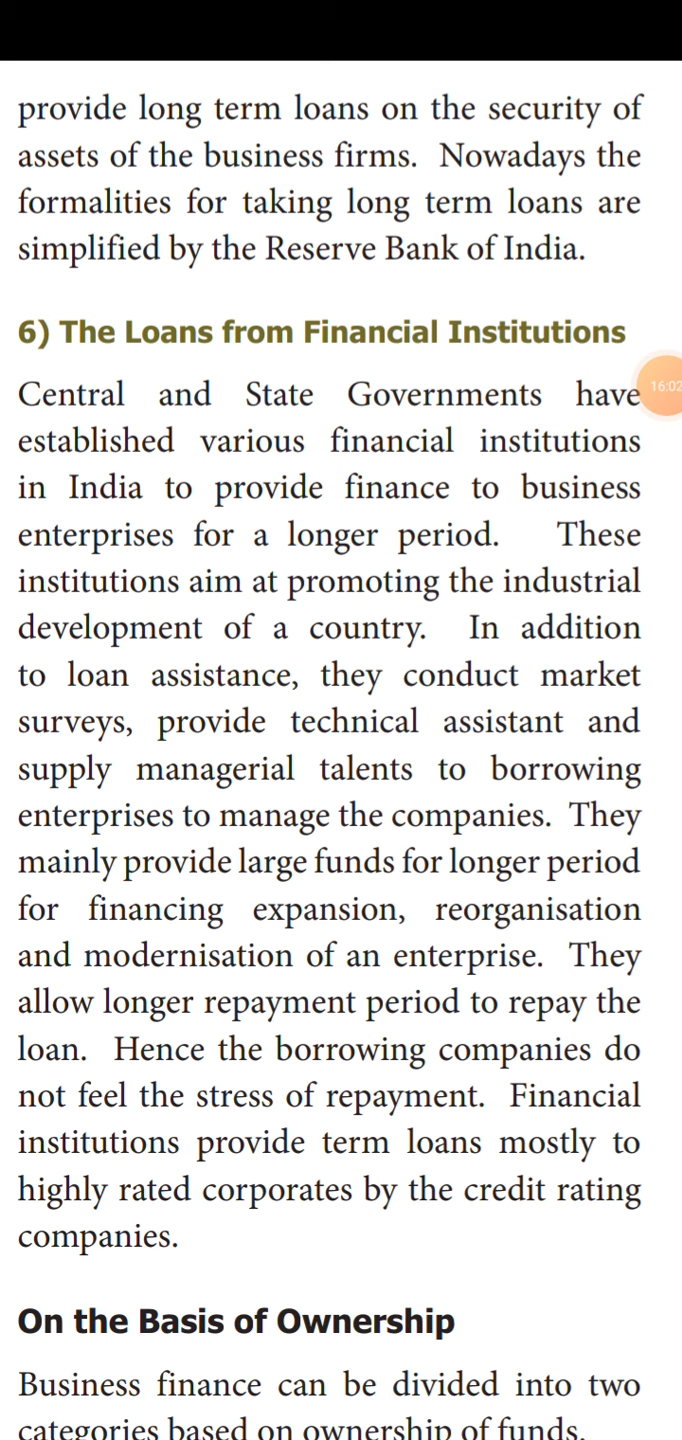 provide long term loans on the security of
assets of the business firms. Nowadays the
formalities for taking long term loans are
simplified by the Reserve Bank of India.
6) The Loans from Financial Institutions
Central and State Governments have
16:02
established various financial institutions
in India to provide finance to business
enterprises for a longer period. These
institutions aim at promoting the industrial
development of a country. In addition
to loan assistance, they conduct market
surveys, provide technical assistant and
supply managerial talents to borrowing
enterprises to manage the companies. They
mainly provide large funds for longer period
for financing expansion, reorganisation
and modernisation of an enterprise. They
allow longer repayment period to repay the
loan. Hence the borrowing companies do
not feel the stress of repayment. Financial
institutions provide term loans mostly to
highly rated corporates by the credit rating
companies.
On the Basis of Ownership
Business finance can be divided into two
categories based on ownership of funds.